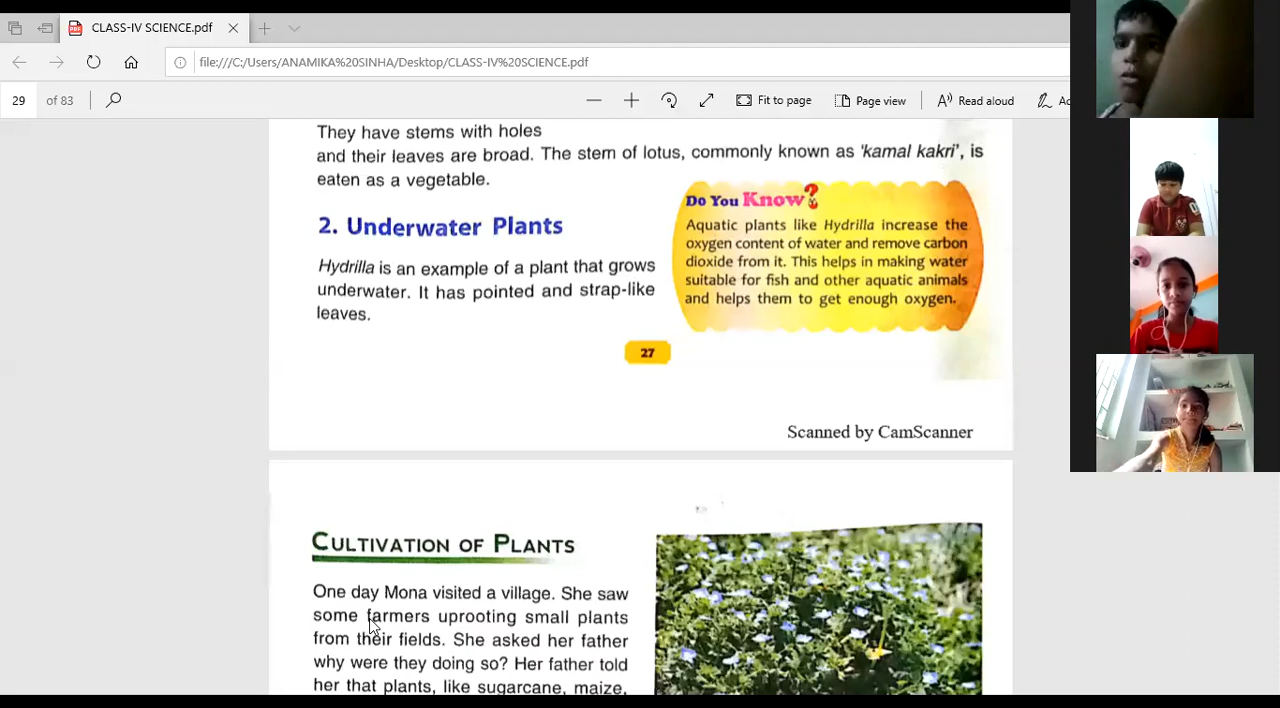 CLASS-IV SCIENCE.pdf
file:///C:/Users/ANAMIKA%20SINHA/Desktop/CLASS-IV%20SCIENCE.pdf
29 of 83
Fit to page
Page view
Read aloud
They have stems with holes
and their leaves are broad. The stem of lotus, commonly known as 'kamal kakri', is
eaten as a vegetable.
2. Underwater Plants
Hydrilla is an example of a plant that grows
underwater. It has pointed and strap-like
leaves.
Do You Know?
Aquatic plants like Hydrilla increase the
oxygen content of water and remove carbon
dioxide from it. This helps in making water
suitable for fish and other aquatic animals
and helps them to get enough oxygen.
27
Scanned by CamScanner
CULTIVATION OF PLANTS
One day Mona visited a village. She saw
some farmers uprooting small plants
from their fields. She asked her father
why were they doing so? Her father told
her that plants, like sugarcane, maize,